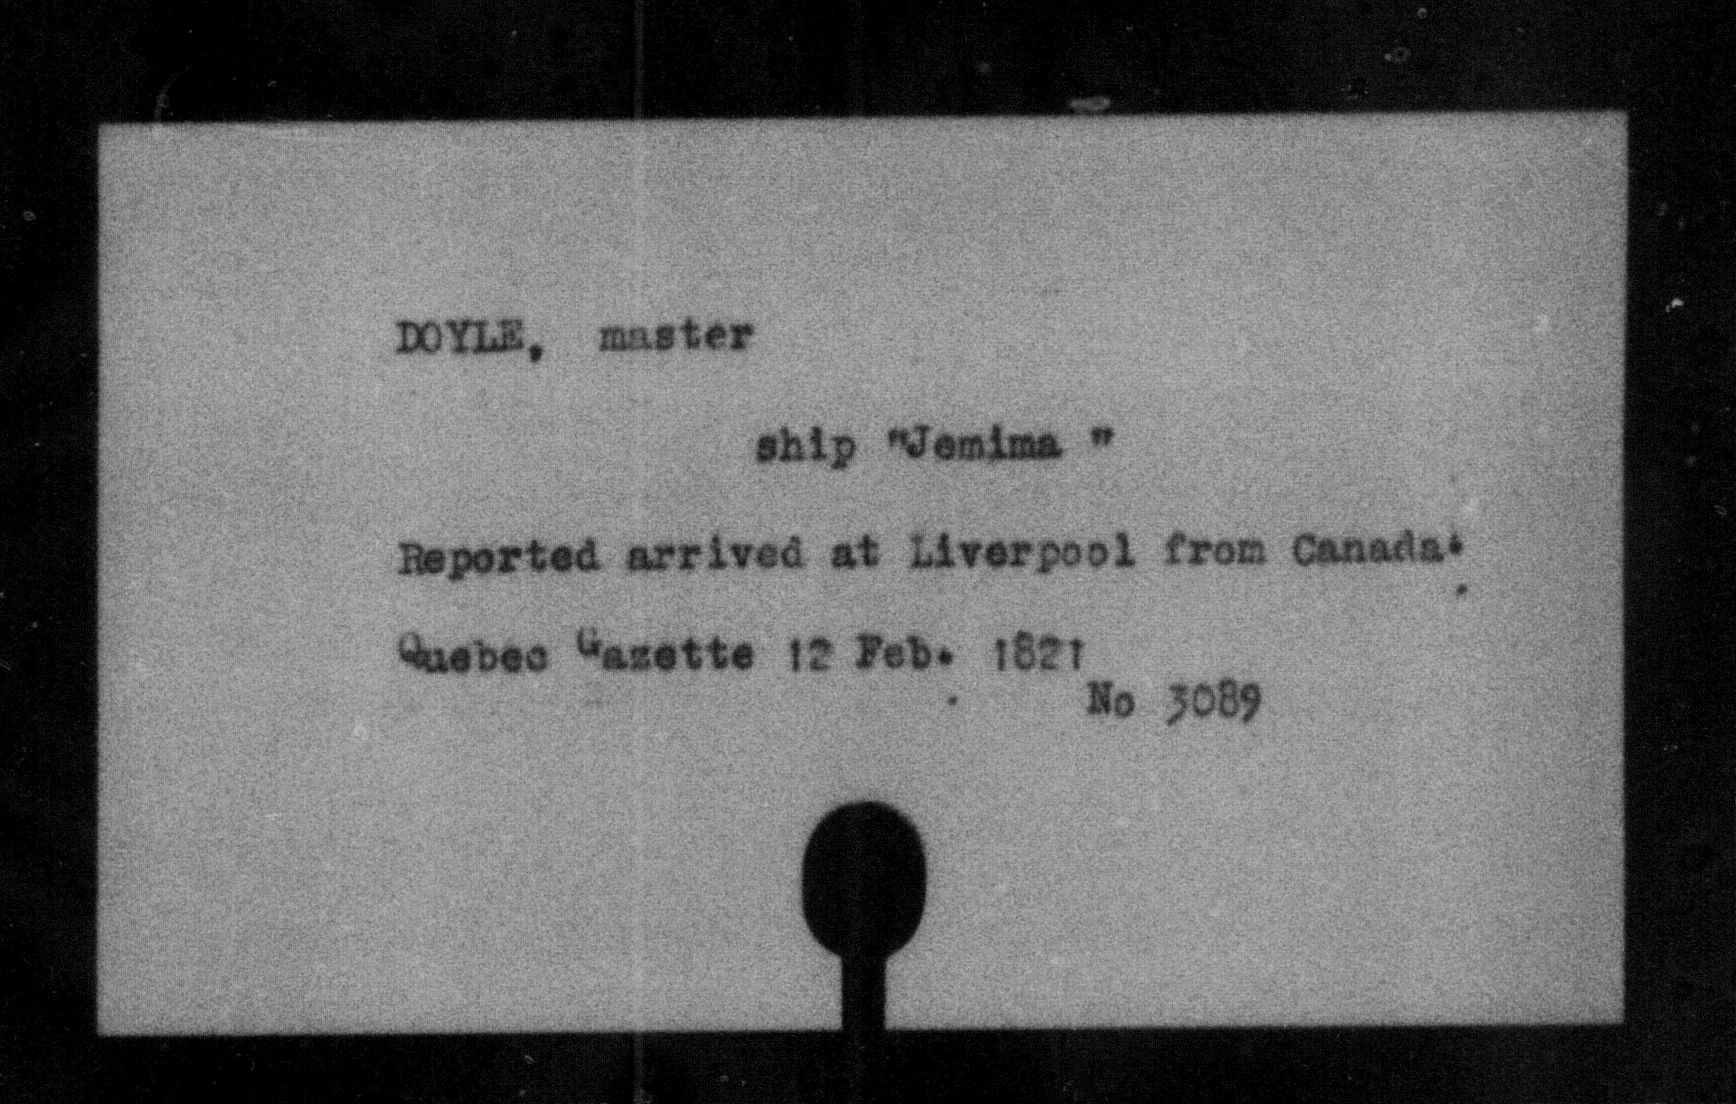 DOYLE, master
ship "Jemima "
Reported arrived at Liverpool from Canada.
Quebec Gazette 12 Feb. 1821
No 3089